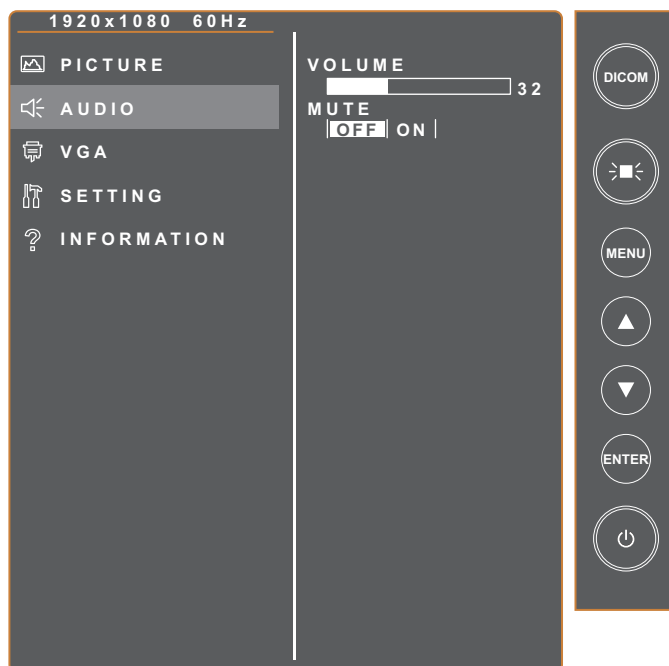 1920x1080 60Hz
PICTURE
AUDIO
VGA
SETTING
INFORMATION
VOLUME
32
MUTE
OFF ON
DICOM
MENU
ENTER